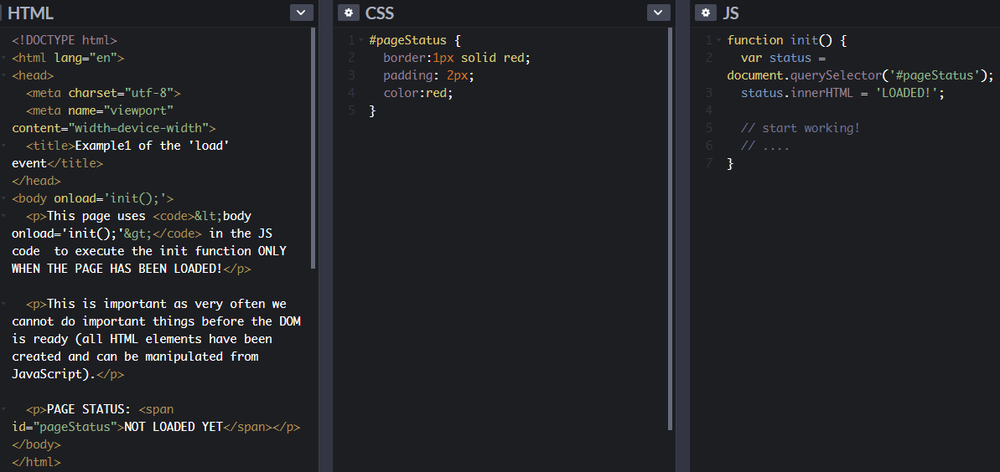 HTML
<!DOCTYPE html>
<html lang="en">
<head>
<meta charset="utf-8">
<meta name="viewport"
content="width=device-width">
<title>Example1 of the 'load'
event</title>
</head>
<body onload='init();'>
<p>This page uses <code>&lt;body
onload='init();'&gt;</code> in the JS
code  to execute the init function ONLY
WHEN THE PAGE HAS BEEN LOADED!</p>
<p>This is important as very often we
cannot do important things before the DOM
is ready (all HTML elements have been
created and can be manipulated from
JavaScript).</p>
<p>PAGE STATUS: <span
id="pageStatus">NOT LOADED YET</span></p>
</body>
</html>
CSS
1 #pageStatus {
2 border:1px solid red;
3 padding: 2px;
4 color:red;
5 }
JS
1 function init() {
2 var status =
document.querySelector('#pageStatus');
3 status.innerHTML = 'LOADED!';
4
5 // start working!
6 // ....
7 }